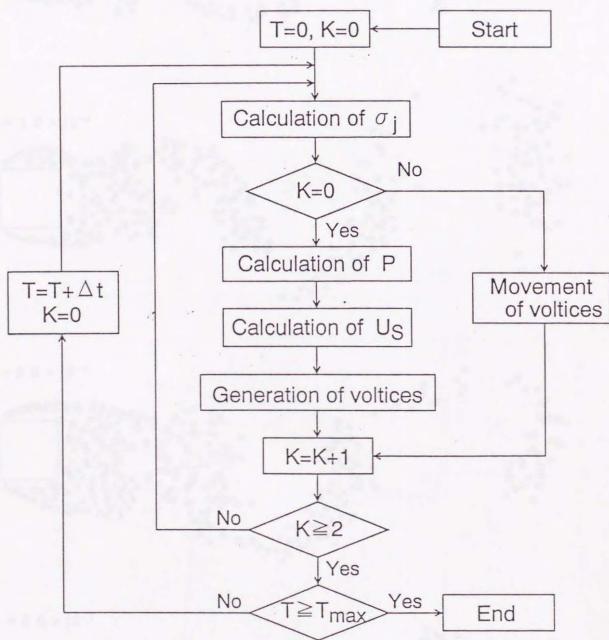 T=0, K=0
Start
Calculation of σj
K=0
No
Yes
Calculation of P
T=T+Δt
K=0
Movement
of voltices
Calculation of US
Generation of voltices
K=K+1
No
K≧2
Yes
No
T≧Tmax
Yes
End